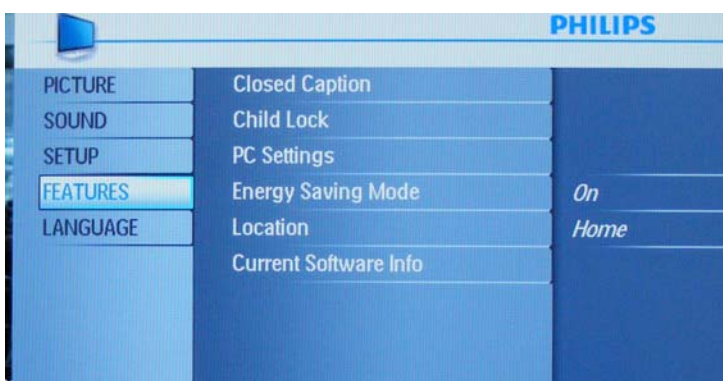 PHILIPS
PICTURE
SOUND
SETUP
FEATURES
LANGUAGE
Closed Caption
Child Lock
PC Settings
Energy Saving Mode On
Location Home
Current Software Info